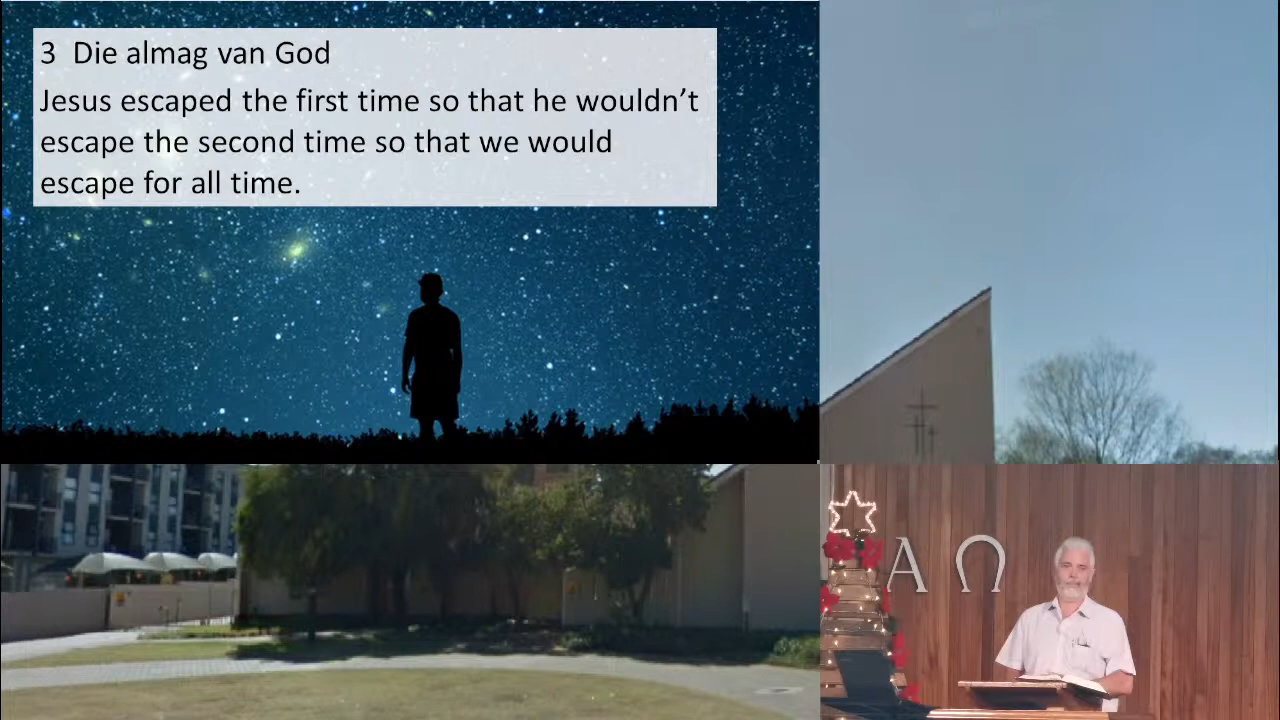 3 Die almag van God
Jesus escaped the first time so that he wouldn’t
escape the second time so that we would
escape for all time.
Α Ω